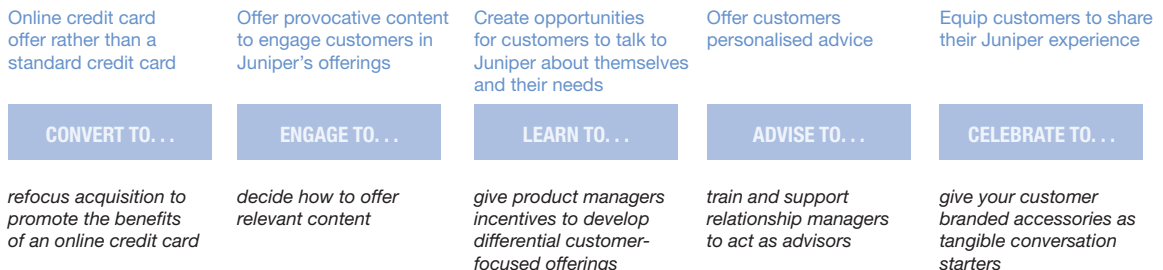 Online credit card
offer rather than a
standard credit card
Offer provocative content
to engage customers in
Juniper's offerings
Create opportunities
for customers to talk to
Juniper about themselves
and their needs
Offer customers
personalised advice
Equip customers to share
their Juniper experience
CONVERT TO. . .
ENGAGE TO. . .
LEARN TO. . .
ADVISE TO. . .
CELEBRATE TO. . .
refocus acquisition to
promote the benefits
of an online credit card
decide how to offer
relevant content
give product managers
incentives to develop
differential customer-
focused offerings
train and support
relationship managers
to act as advisors
give your customer
branded accessories as
tangible conversation
starters